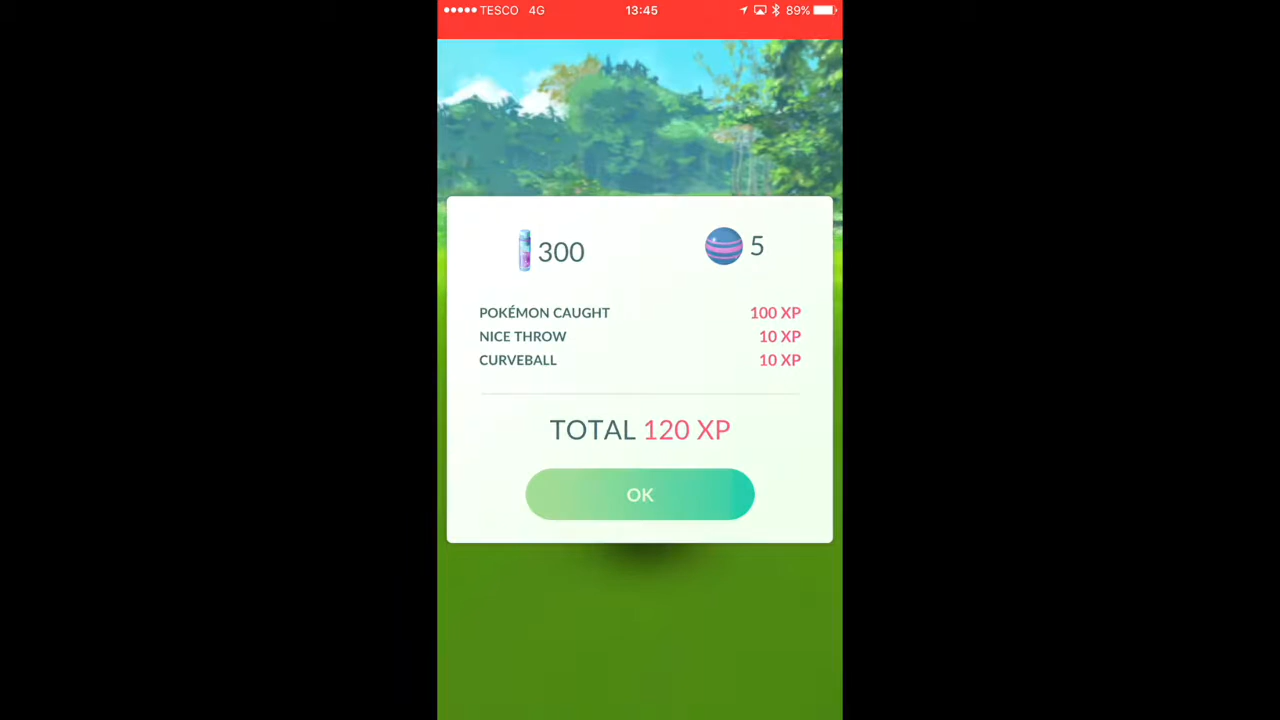 TESCO 4G 13:45 89%
300 5
POKÉMON CAUGHT 100 XP
NICE THROW 10 XP
CURVEBALL 10 XP
TOTAL 120 XP
OK